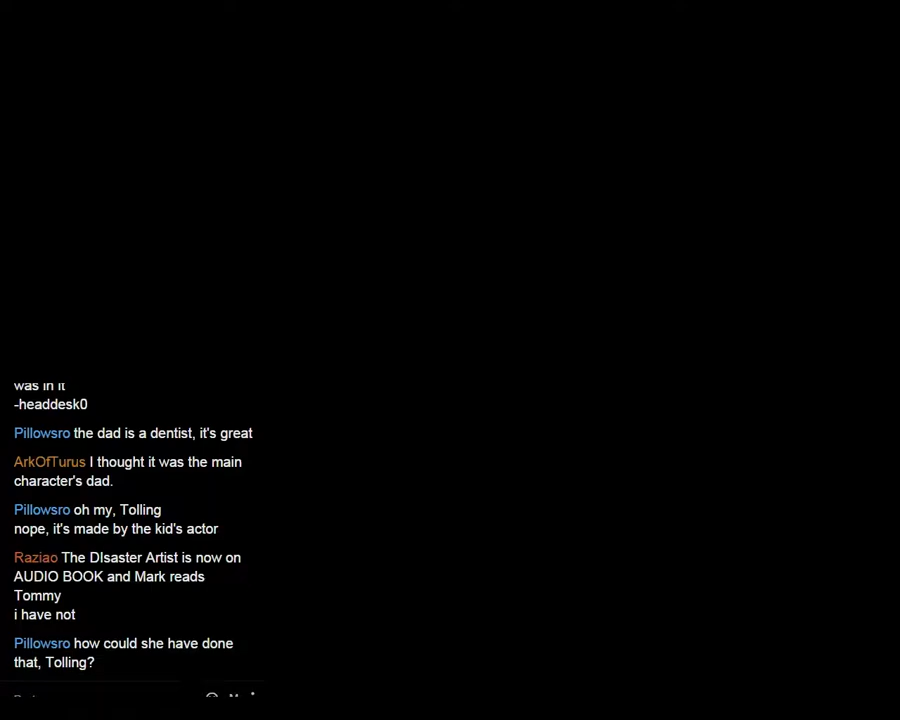 was in it
-headdesk0
Pillowsro the dad is a dentist, it's great
ArkOfTurus I thought it was the main
character's dad.
Pillowsro oh my, Tolling
nope, it's made by the kid's actor
Raziao The DIsaster Artist is now on
AUDIO BOOK and Mark reads
Tommy
i have not
Pillowsro how could she have done
that, Tolling?